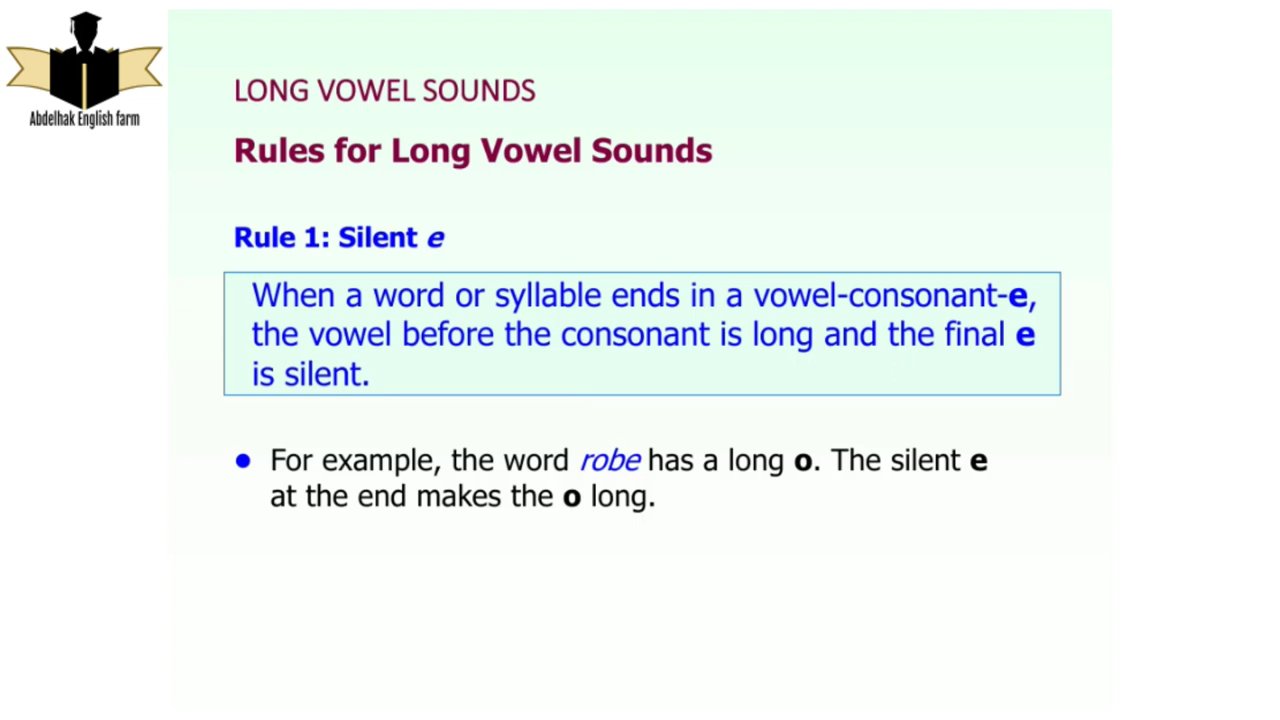 Abdelhak English farm
LONG VOWEL SOUNDS
Rules for Long Vowel Sounds
Rule 1: Silent e
When a word or syllable ends in a vowel-consonant-e,
the vowel before the consonant is long and the final e
is silent.
● For example, the word robe has a long o. The silent e
at the end makes the o long.